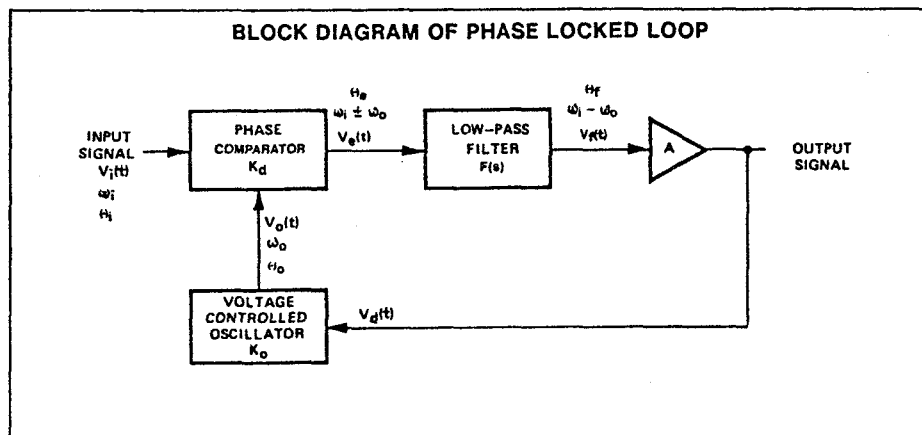 BLOCK DIAGRAM OF PHASE LOCKED LOOP
INPUT
SIGNAL
Vi(t)
ωi
θi
PHASE
COMPARATOR
Kd
θe
ωi ± ωo
Ve(t)
LOW-PASS
FILTER
F(s)
θf
ωi − ωo
Vf(t)
A
OUTPUT
SIGNAL
Vo(t)
ωo
θo
VOLTAGE
CONTROLLED
OSCILLATOR
Ko
Vd(t)